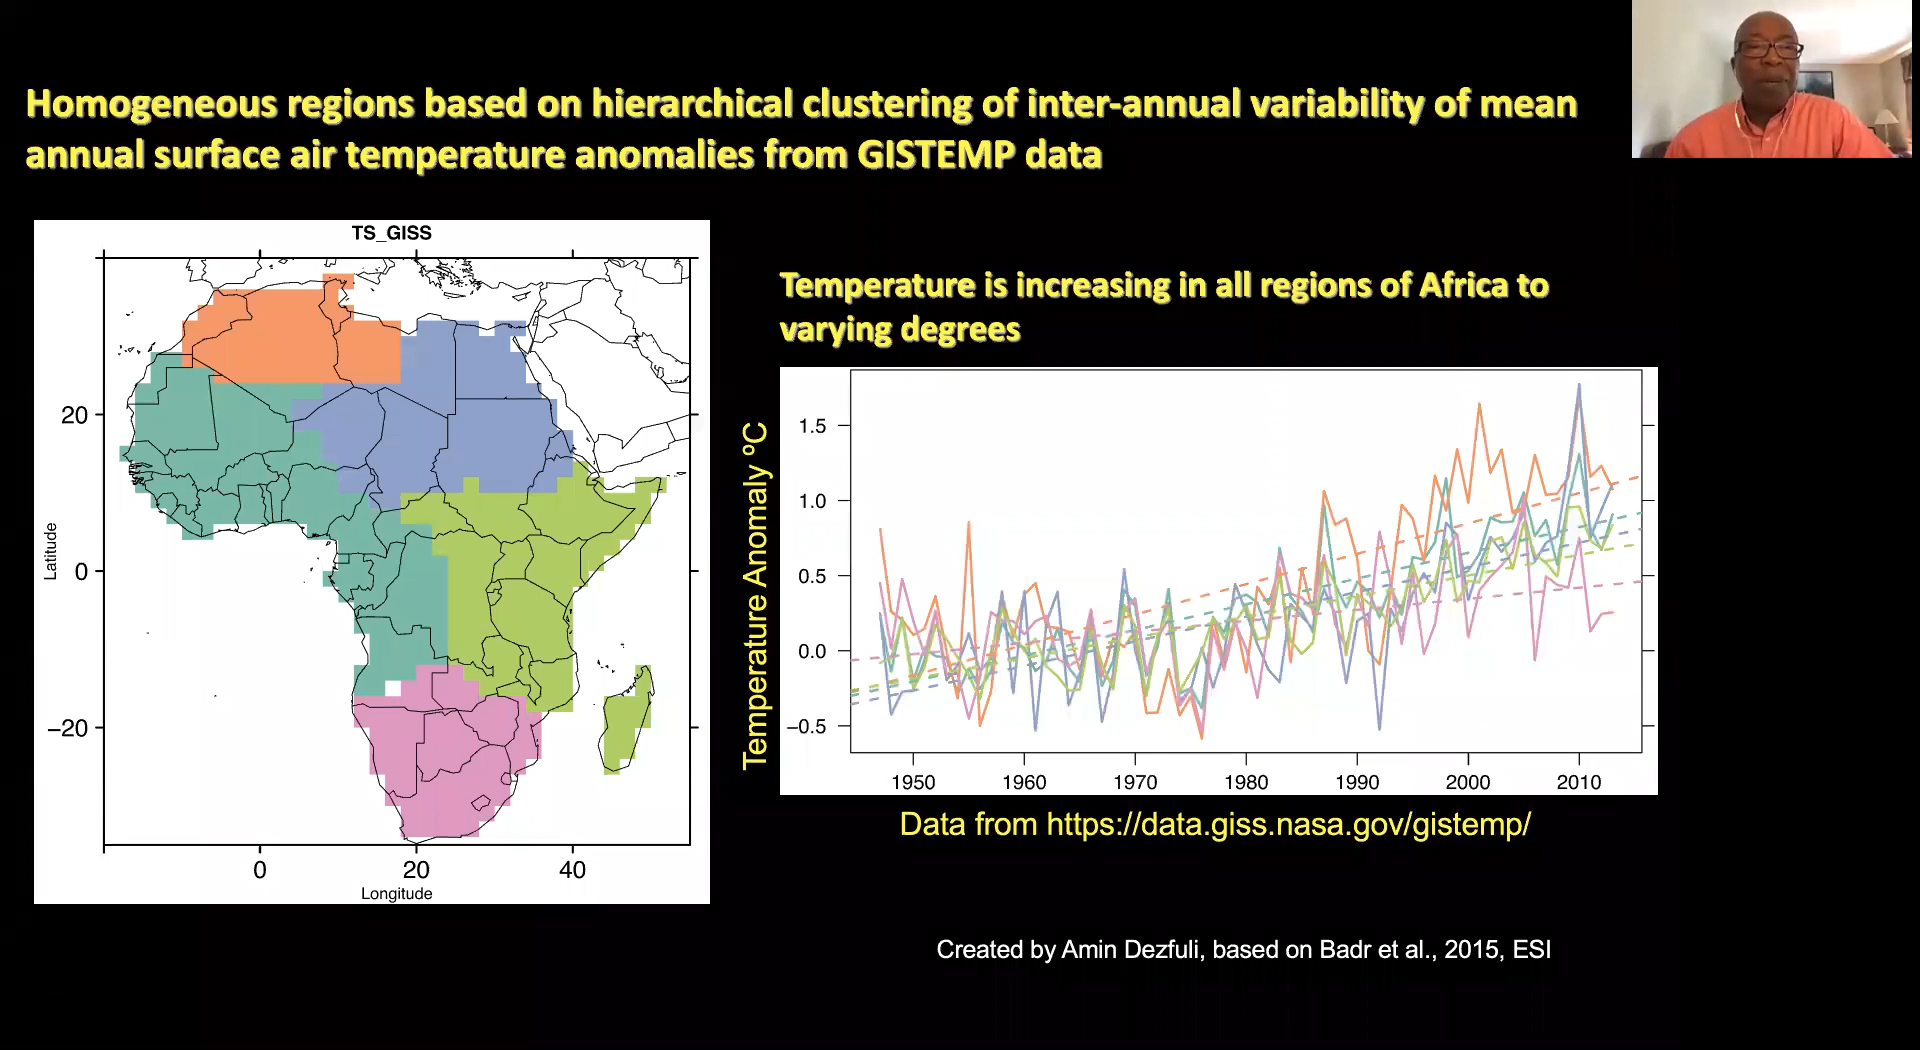 Homogeneous regions based on hierarchical clustering of inter-annual variability of mean
annual surface air temperature anomalies from GISTEMP data
TS_GISS
20
0
−20
Latitude
0
20
40
Longitude
Temperature is increasing in all regions of Africa to
varying degrees
Temperature Anomaly ºC
1.5
1.0
0.5
0.0
−0.5
1950
1960
1970
1980
1990
2000
2010
Data from https://data.giss.nasa.gov/gistemp/
Created by Amin Dezfuli, based on Badr et al., 2015, ESI